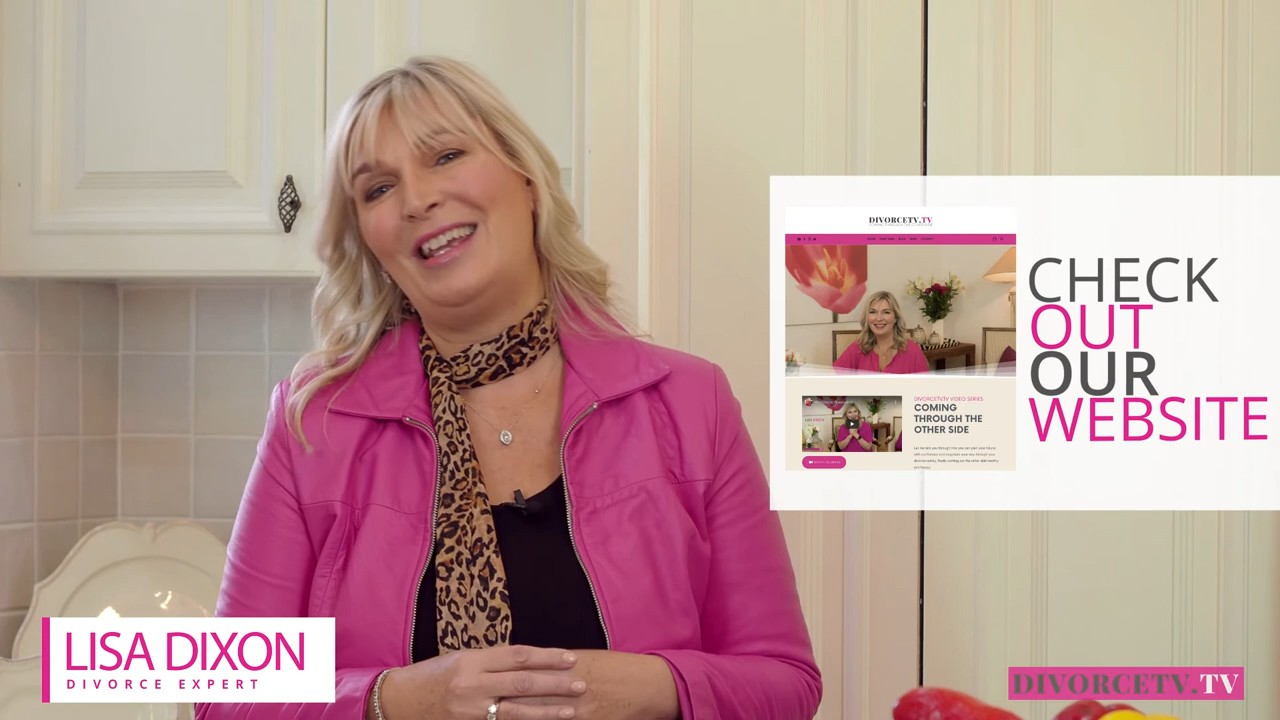 DIVORCETV.TV
CHECK
OUT
OUR
WEBSITE
DIVORCETV.TV VIDEO SERIES
COMING
THROUGH THE
OTHER SIDE
LISA DIXON
DIVORCE EXPERT
DIVORCETV.TV